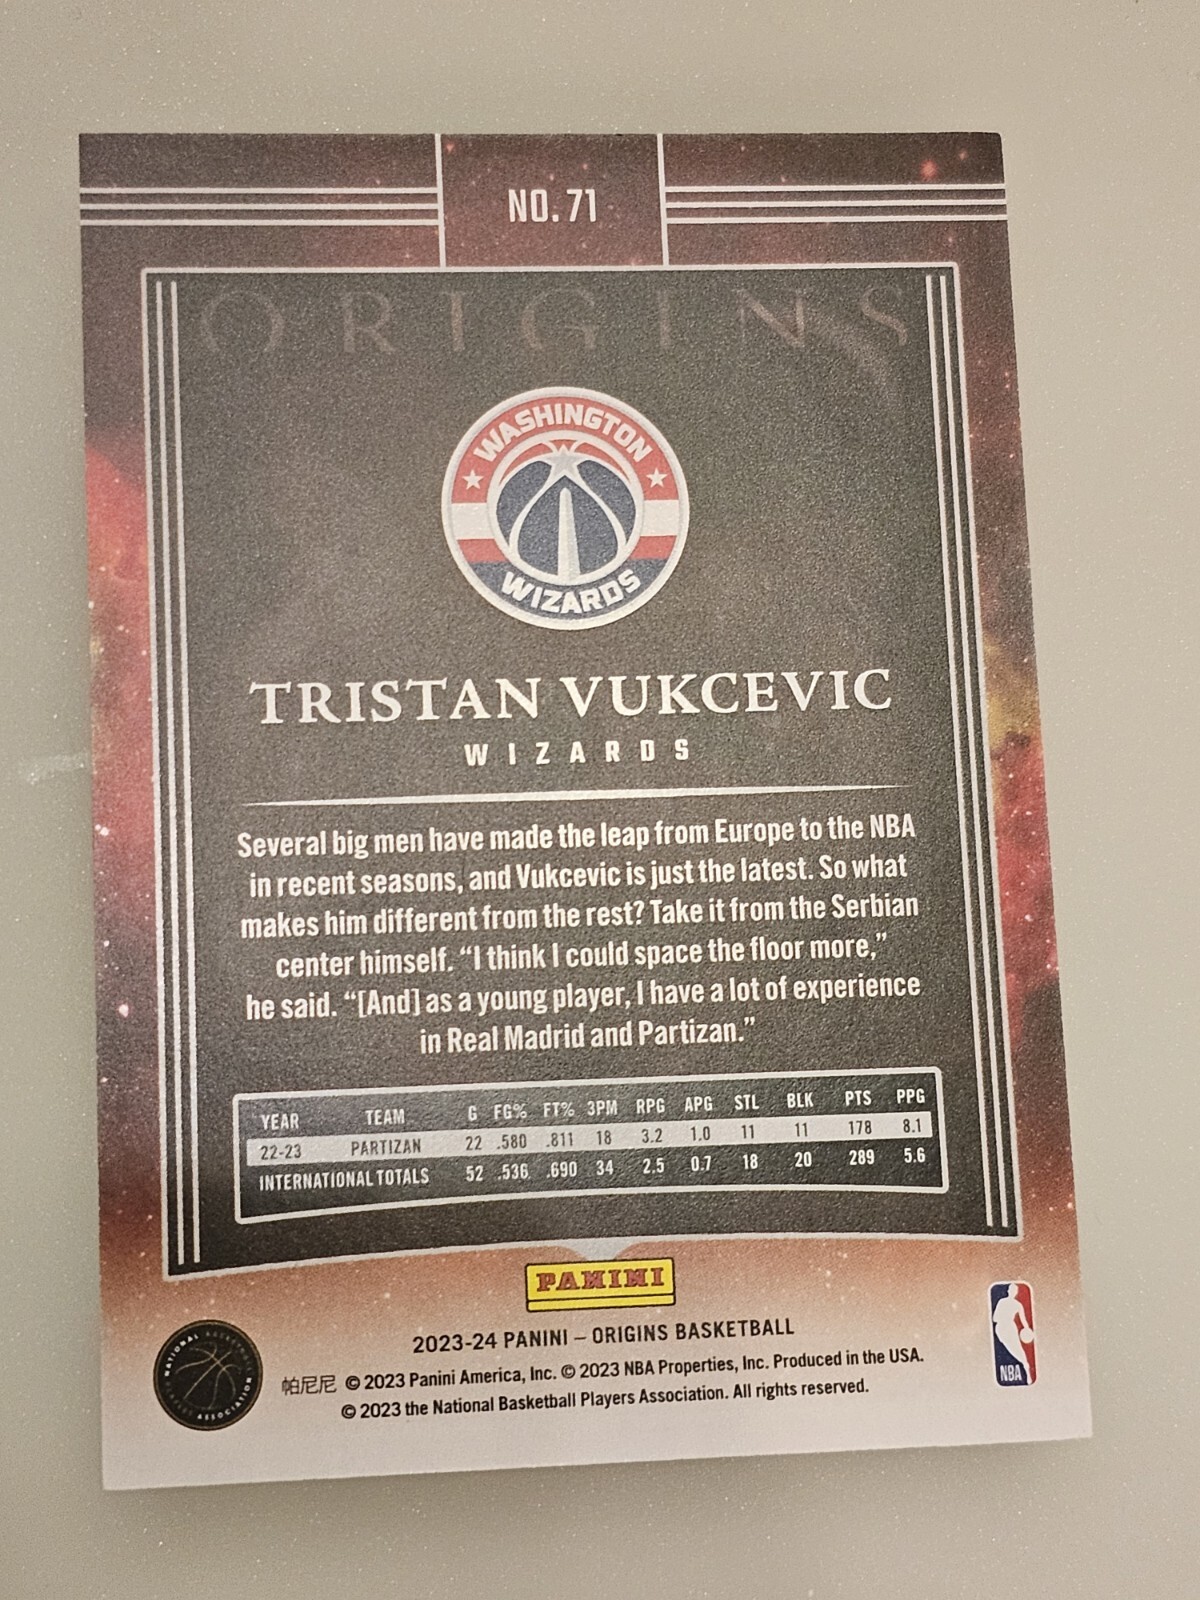 NO. 71
ORIGINS
WASHINGTON
WIZARDS
TRISTAN VUKCEVIC
WIZARDS
Several big men have made the leap from Europe to the NBA
in recent seasons, and Vukcevic is just the latest. So what
makes him different from the rest? Take it from the Serbian
center himself. “I think I could space the floor more,”
he said. “[And] as a young player, I have a lot of experience
in Real Madrid and Partizan.”
YEAR TEAM G FG% FT% 3PM RPG APG STL BLK PTS PPG
22-23 PARTIZAN 22 .580 .811 18 3.2 1.0 11 11 178 8.1
INTERNATIONAL TOTALS 52 .536 .690 34 2.5 0.7 18 20 289 5.6
PANINI
2023-24 PANINI – ORIGINS BASKETBALL
帕尼尼 © 2023 Panini America, Inc. © 2023 NBA Properties, Inc. Produced in the USA.
© 2023 the National Basketball Players Association. All rights reserved.
NATIONAL BASKETBALL PLAYERS ASSOCIATION
NBA